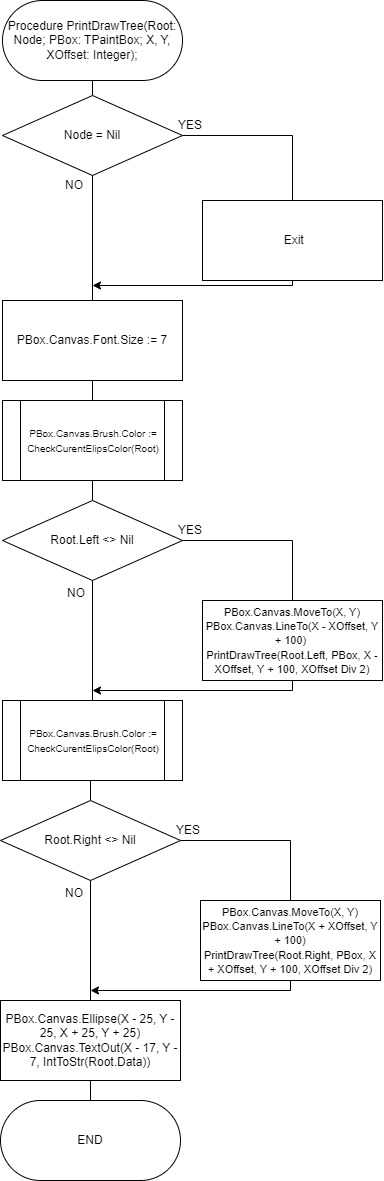 Procedure PrintDrawTree(Root:
Node; PBox: TPaintBox; X, Y,
XOffset: Integer);
Node = Nil
YES
NO
Exit
PBox.Canvas.Font.Size := 7
PBox.Canvas.Brush.Color :=
CheckCurentElipsColor(Root)
Root.Left <> Nil
YES
NO
PBox.Canvas.MoveTo(X, Y)
PBox.Canvas.LineTo(X - XOffset, Y
+ 100)
PrintDrawTree(Root.Left, PBox, X -
XOffset, Y + 100, XOffset Div 2)
PBox.Canvas.Brush.Color :=
CheckCurentElipsColor(Root)
Root.Right <> Nil
YES
NO
PBox.Canvas.MoveTo(X, Y)
PBox.Canvas.LineTo(X + XOffset, Y
+ 100)
PrintDrawTree(Root.Right, PBox, X
+ XOffset, Y + 100, XOffset Div 2)
PBox.Canvas.Ellipse(X - 25, Y -
25, X + 25, Y + 25)
PBox.Canvas.TextOut(X - 17, Y -
7, IntToStr(Root.Data))
END